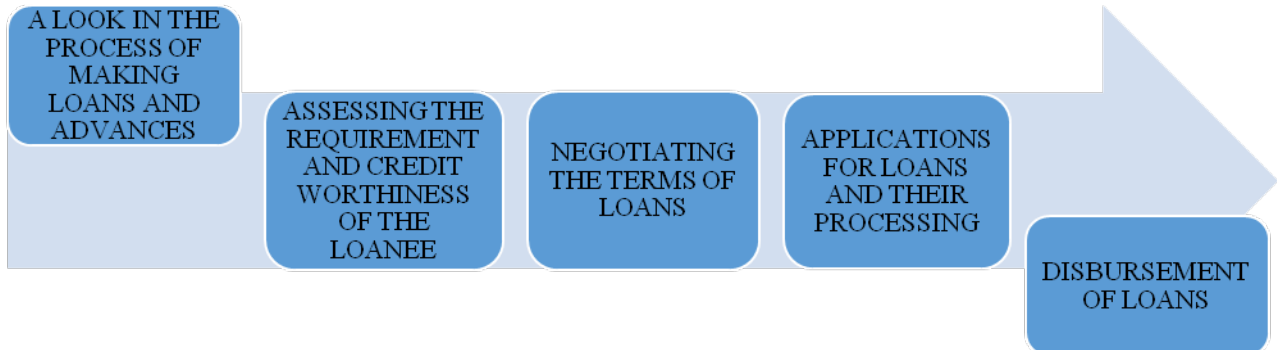 A LOOK IN THE
PROCESS OF
MAKING
LOANS AND
ADVANCES
ASSESSING THE
REQUIREMENT
AND CREDIT
WORTHINESS
OF THE
LOANEE
NEGOTIATING
THE TERMS OF
LOANS
APPLICATIONS
FOR LOANS
AND THEIR
PROCESSING
DISBURSEMENT
OF LOANS